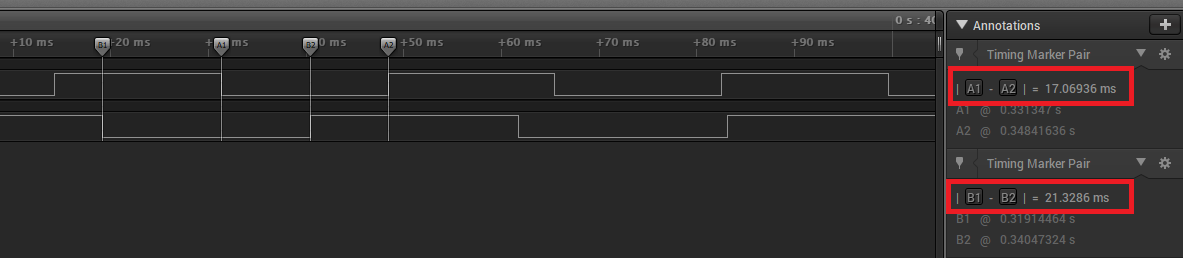 0 s : 40
+10 ms
+20 ms
ms
0 ms
+50 ms
+60 ms
+70 ms
+80 ms
+90 ms
B1
A1
B2
A2
Annotations
+
Timing Marker Pair
| A1 - A2 | = 17.06936 ms
A1 @ 0.331347 s
A2 @ 0.34841636 s
Timing Marker Pair
| B1 - B2 | = 21.3286 ms
B1 @ 0.31914464 s
B2 @ 0.34047324 s